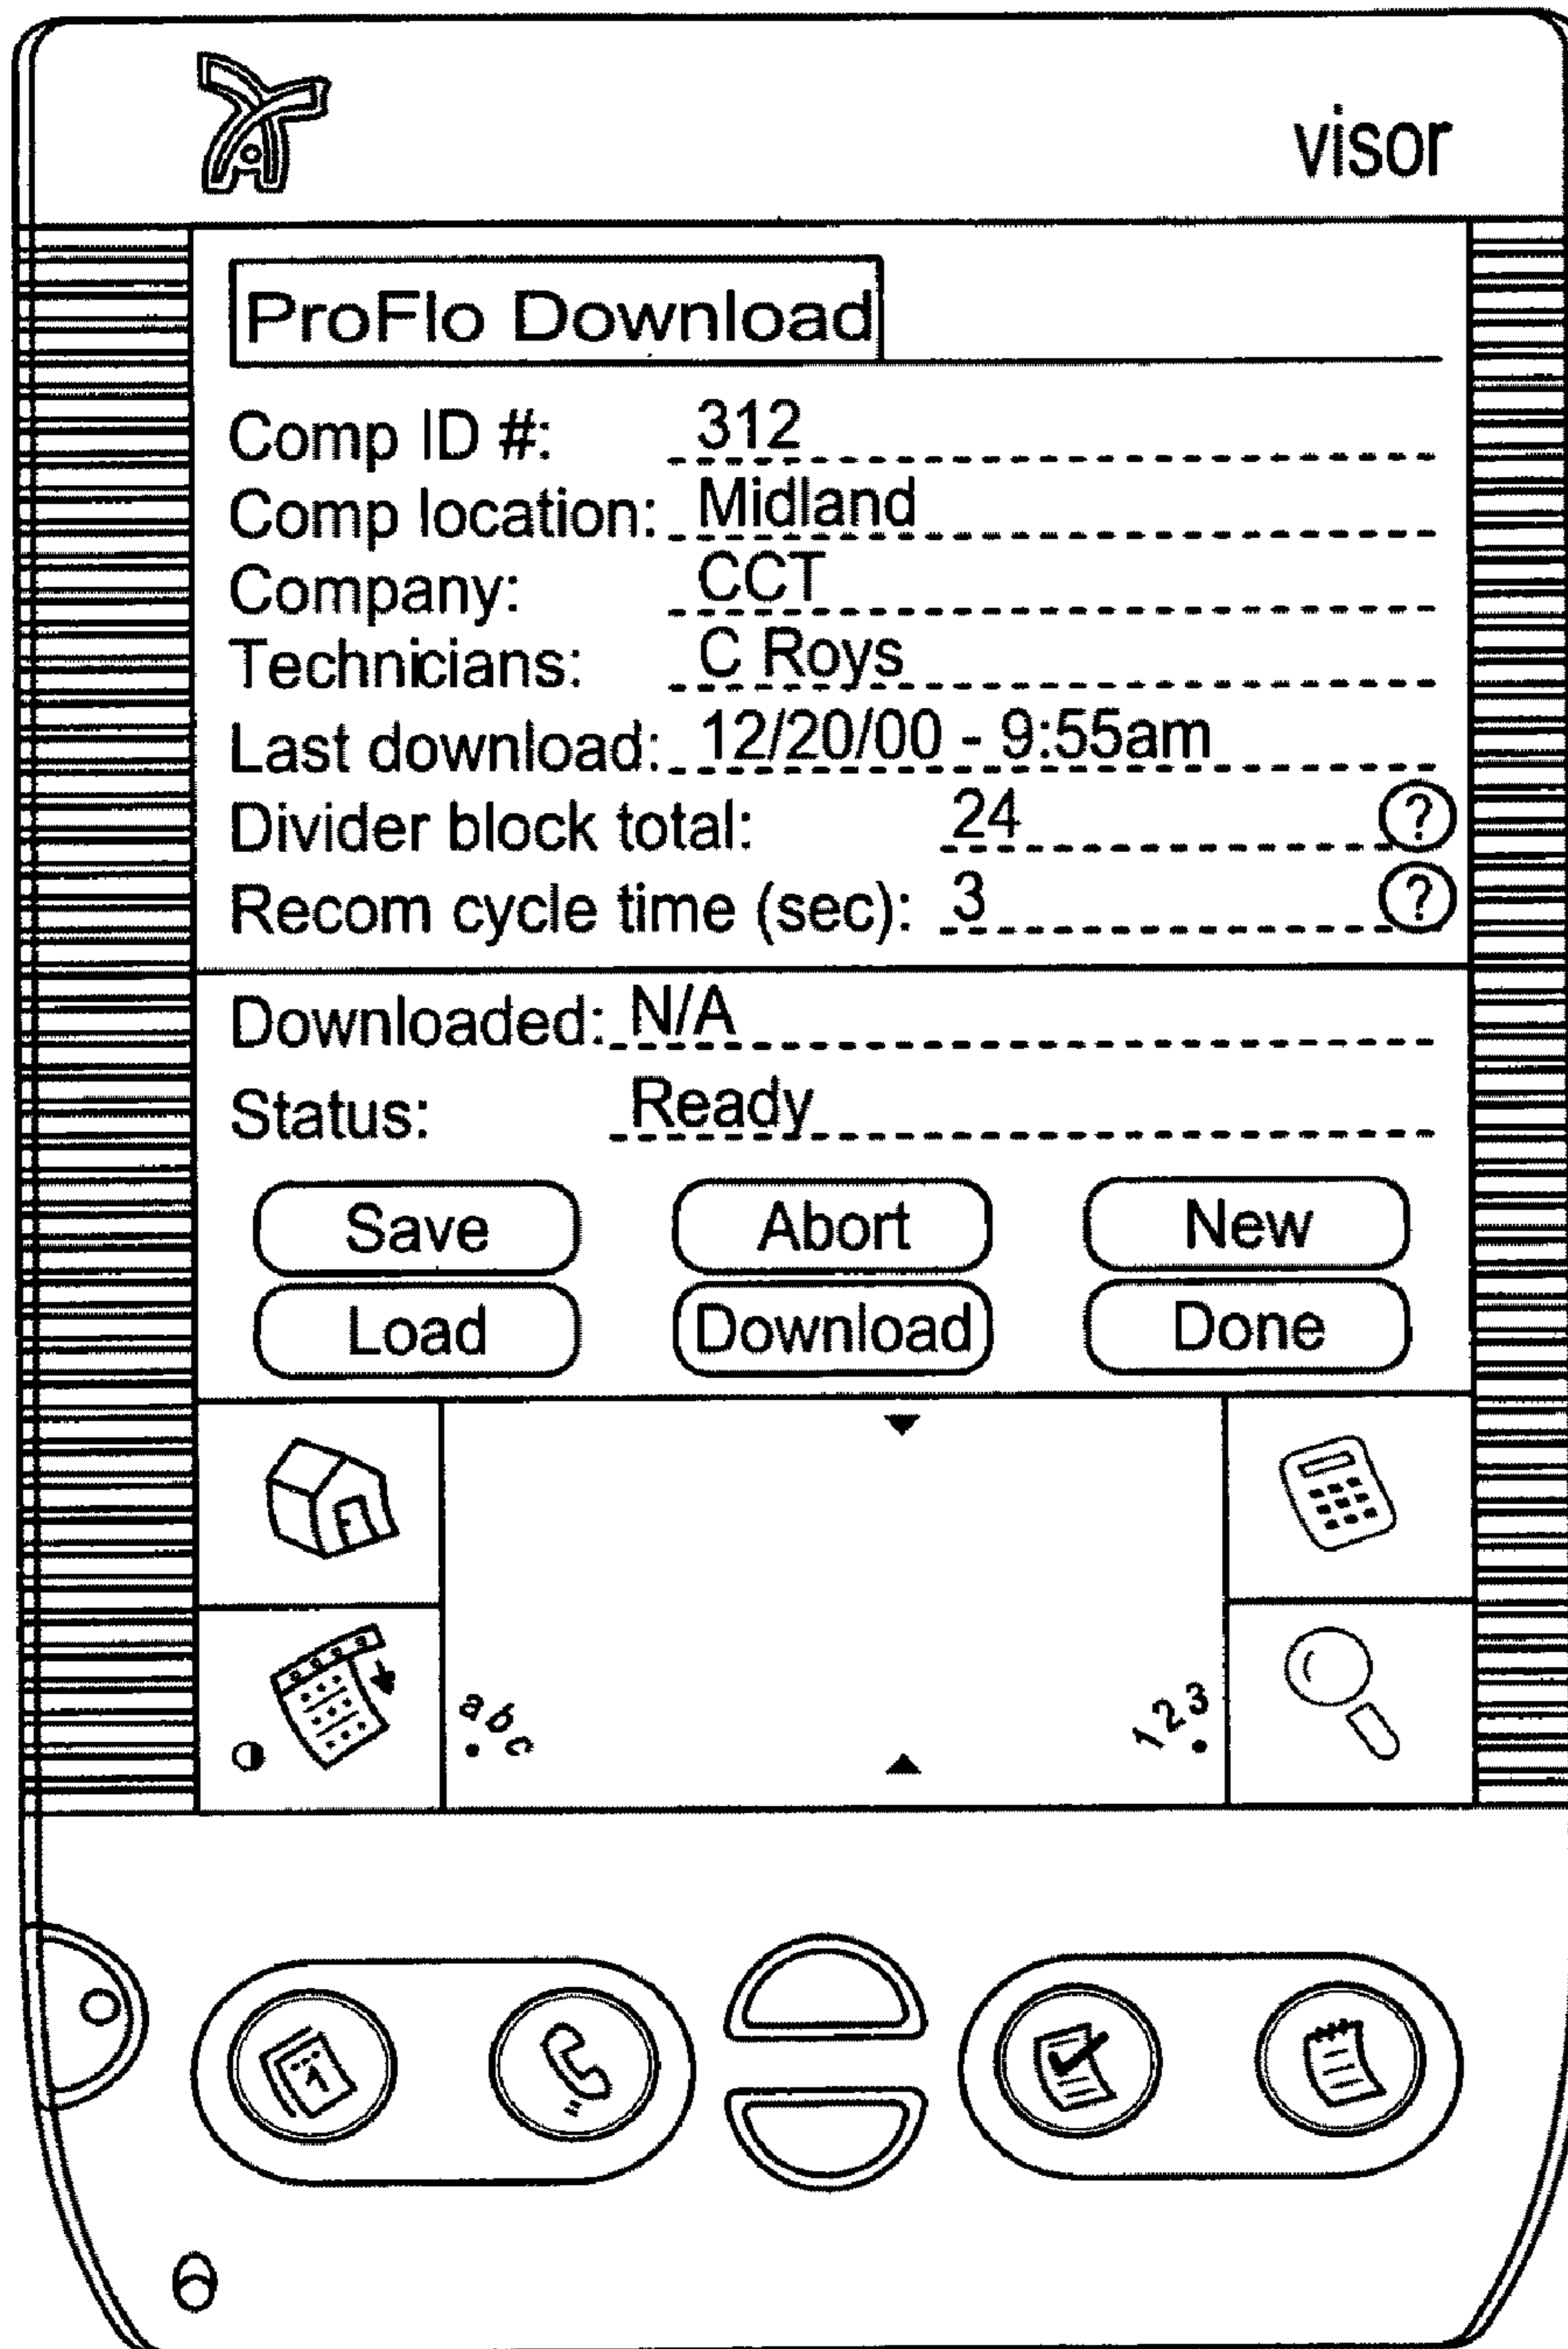 visor
ProFlo Download
Comp ID #: 312
Comp location: Midland
Company: CCT
Technicians: C Roys
Last download: 12/20/00 - 9:55am
Divider block total: 24 ?
Recom cycle time (sec): 3 ?
Downloaded: N/A
Status: Ready
Save Abort New
Load Download Done
abc 123
1